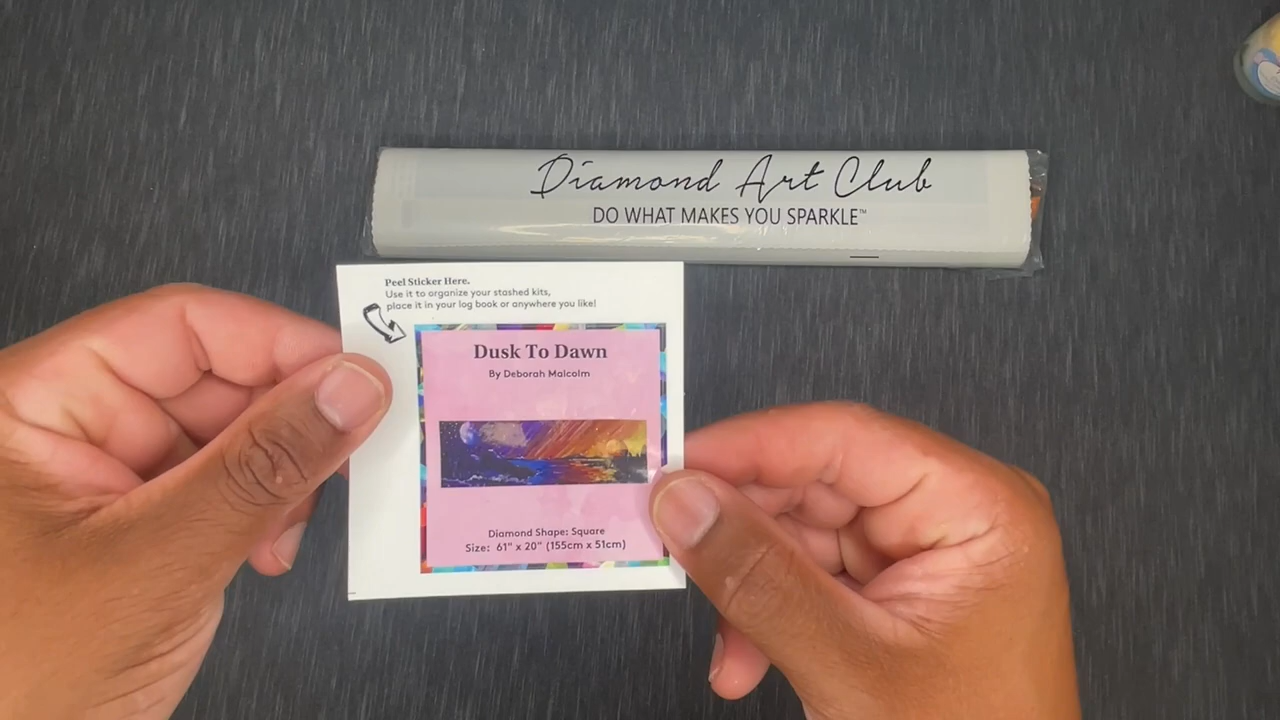 Diamond Art Club
DO WHAT MAKES YOU SPARKLE™
Peel Sticker Here.
Use it to organize your stashed kits,
place it in your log book or anywhere you like!
Dusk To Dawn
By Deborah Malcolm
Diamond Shape: Square
Size: 61" x 20" (155cm x 51cm)